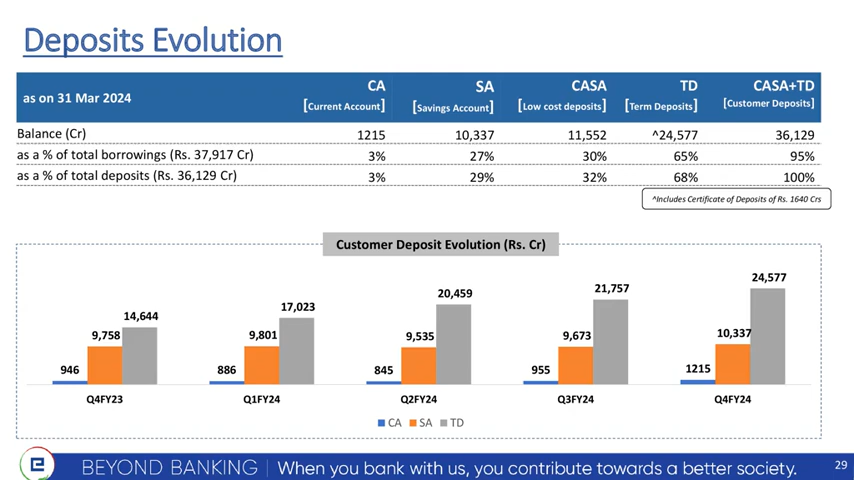 Deposits Evolution
as on 31 Mar 2024 CA [Current Account] SA [Savings Account] CASA [Low cost deposits] TD [Term Deposits] CASA+TD [Customer Deposits]
Balance (Cr) 1215 10,337 11,552 ^24,577 36,129
as a % of total borrowings (Rs. 37,917 Cr) 3% 27% 30% 65% 95%
as a % of total deposits (Rs. 36,129 Cr) 3% 29% 32% 68% 100%
^Includes Certificate of Deposits of Rs. 1640 Crs
Customer Deposit Evolution (Rs. Cr)
946 9,758 14,644
886 9,801 17,023
845 9,535 20,459
955 9,673 21,757
1215 10,337 24,577
Q4FY23 Q1FY24 Q2FY24 Q3FY24 Q4FY24
CA SA TD
e BEYOND BANKING | When you bank with us, you contribute towards a better society. 29